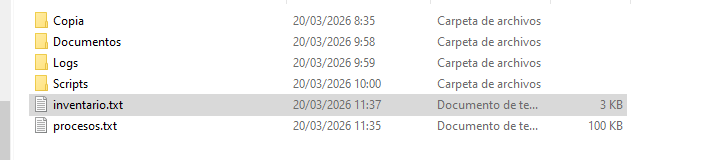 Copia 20/03/2026 8:35 Carpeta de archivos
Documentos 20/03/2026 9:58 Carpeta de archivos
Logs 20/03/2026 9:59 Carpeta de archivos
Scripts 20/03/2026 10:00 Carpeta de archivos
inventario.txt 20/03/2026 11:37 Documento de te... 3 KB
procesos.txt 20/03/2026 11:35 Documento de te... 100 KB